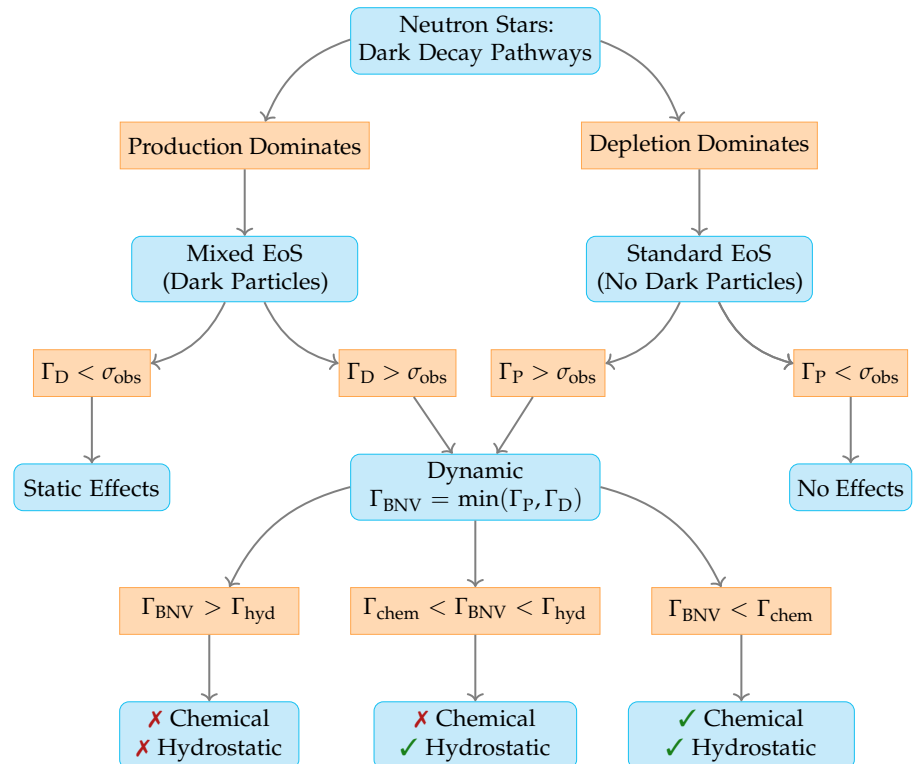 Neutron Stars:
Dark Decay Pathways
Production Dominates
Depletion Dominates
Mixed EoS
(Dark Particles)
Standard EoS
(No Dark Particles)
Γ_D < σ_obs
Γ_D > σ_obs
Γ_P > σ_obs
Γ_P < σ_obs
Static Effects
Dynamic
Γ_BNV = min(Γ_P, Γ_D)
No Effects
Γ_BNV > Γ_hyd
Γ_chem < Γ_BNV < Γ_hyd
Γ_BNV < Γ_chem
✗ Chemical
✗ Hydrostatic
✗ Chemical
✓ Hydrostatic
✓ Chemical
✓ Hydrostatic